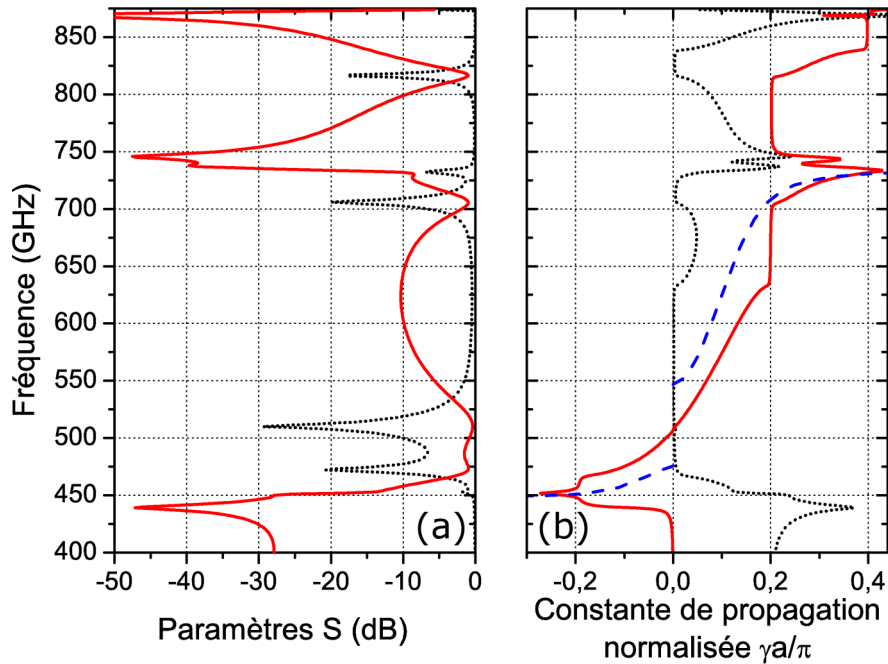 850
800
750
700
650
600
550
500
450
400
Fréquence (GHz)
-50 -40 -30 -20 -10 0
Paramètres S (dB)
(a)
(b)
-0,2 0,0 0,2 0,4
Constante de propagation
normalisée γa/π